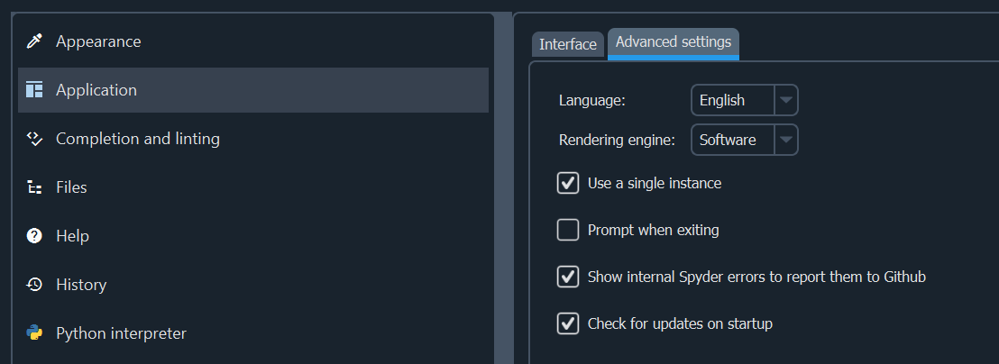 Appearance
Application
Completion and linting
Files
Help
History
Python interpreter
Interface
Advanced settings
Language:
English
Rendering engine:
Software
Use a single instance
Prompt when exiting
Show internal Spyder errors to report them to Github
Check for updates on startup